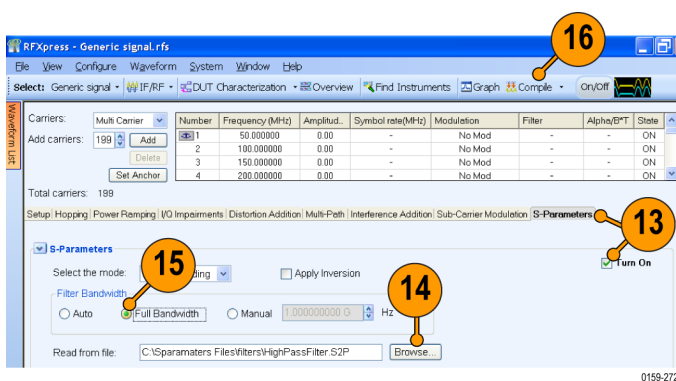 16
RFXpress - Generic signal.rfs
File View Configure Waveform System Window Help
Select: Generic signal IF/RF DUT Characterization Overview Find Instruments Graph Compile On/Off
Waveform List
Carriers: Multi Carrier
Add carriers: 199 Add
Delete
Set Anchor
Total carriers: 199
Number Frequency (MHz) Amplitud.. Symbol rate(MHz) Modulation Filter Alpha/B*T State
1 50.000000 0.00 - No Mod - - ON
2 100.000000 0.00 - No Mod - - ON
3 150.000000 0.00 - No Mod - - ON
4 200.000000 0.00 - No Mod - - ON
Setup Hopping Power Ramping I/Q Impairments Distortion Addition Multi-Path Interference Addition Sub-Carrier Modulation S-Parameters
13
S-Parameters
Turn On
15
Select the mode: Apply Inversion
14
Filter Bandwidth
Auto Full Bandwidth Manual 1.000000000 G Hz
Read from file: C:\Sparamaters Files\filters\HighPassFilter.S2P Browse...
0159-272